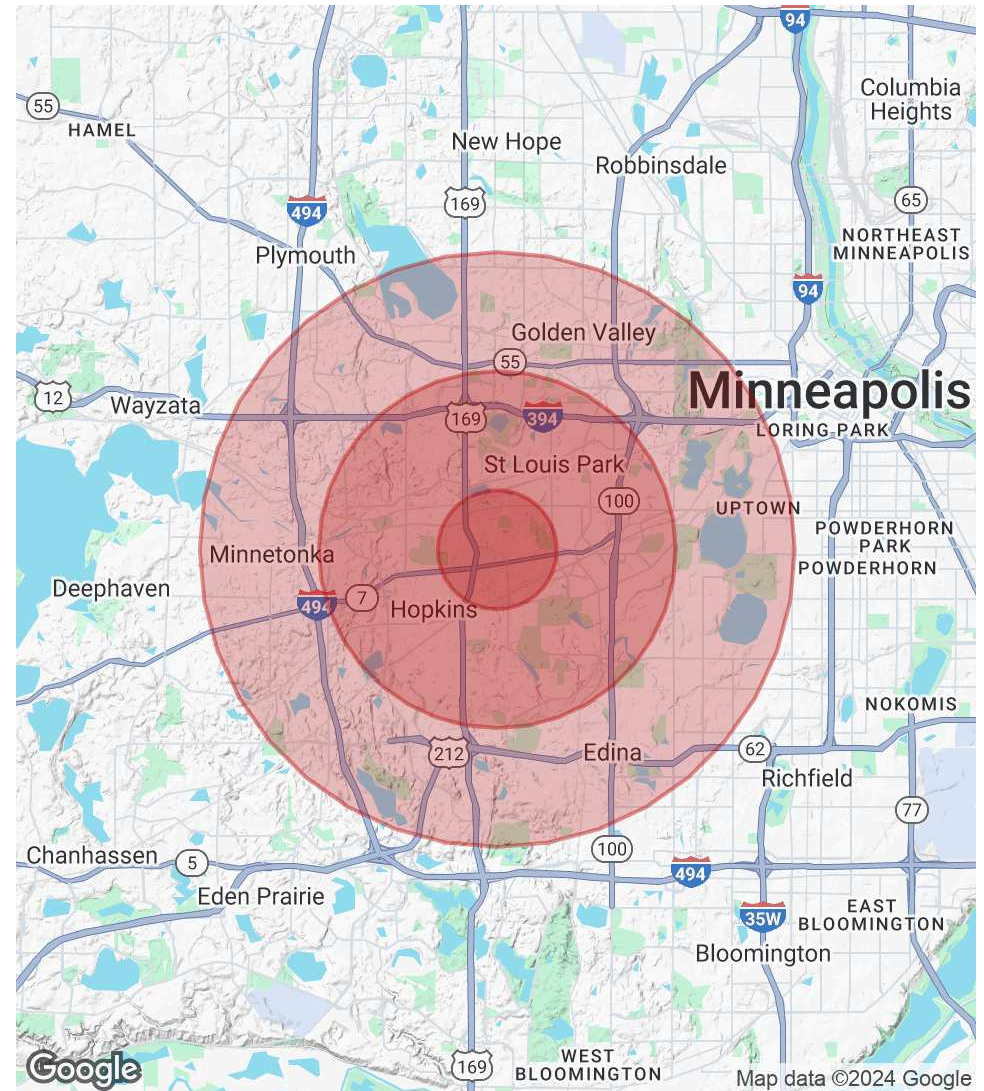 94
Columbia
Heights
55
HAMEL
New Hope
Robbinsdale
169
65
494
NORTHEAST
MINNEAPOLIS
Plymouth
94
Golden Valley
55
Minneapolis
12
Wayzata
169
394
LORING PARK
St Louis Park
100
UPTOWN
POWDERHORN
PARK
Minnetonka
POWDERHORN
Deephaven
7
494
Hopkins
NOKOMIS
212
Edina
62
Richfield
77
Chanhassen
5
100
494
Eden Prairie
35W
EAST
BLOOMINGTON
Bloomington
Google
169
WEST
BLOOMINGTON
Map data ©2024 Google